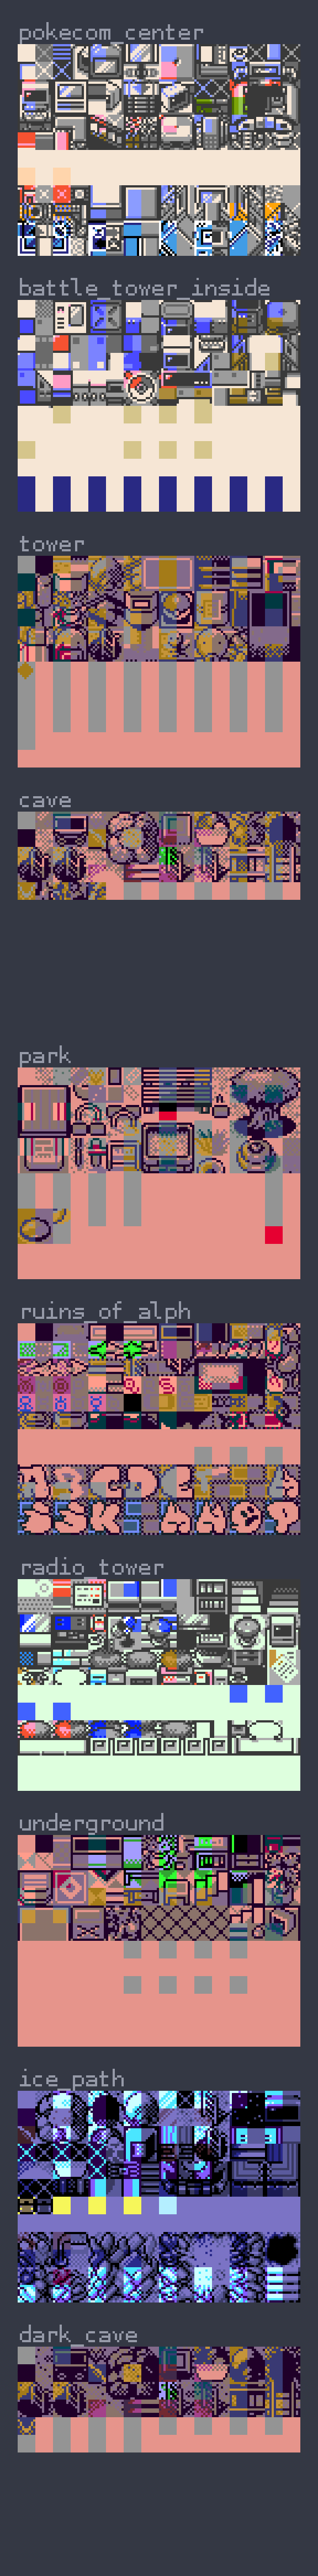 pokecom_center
battle_tower_inside
tower
cave
park
ruins_of_alph
radio_tower
underground
ice_path
dark_cave